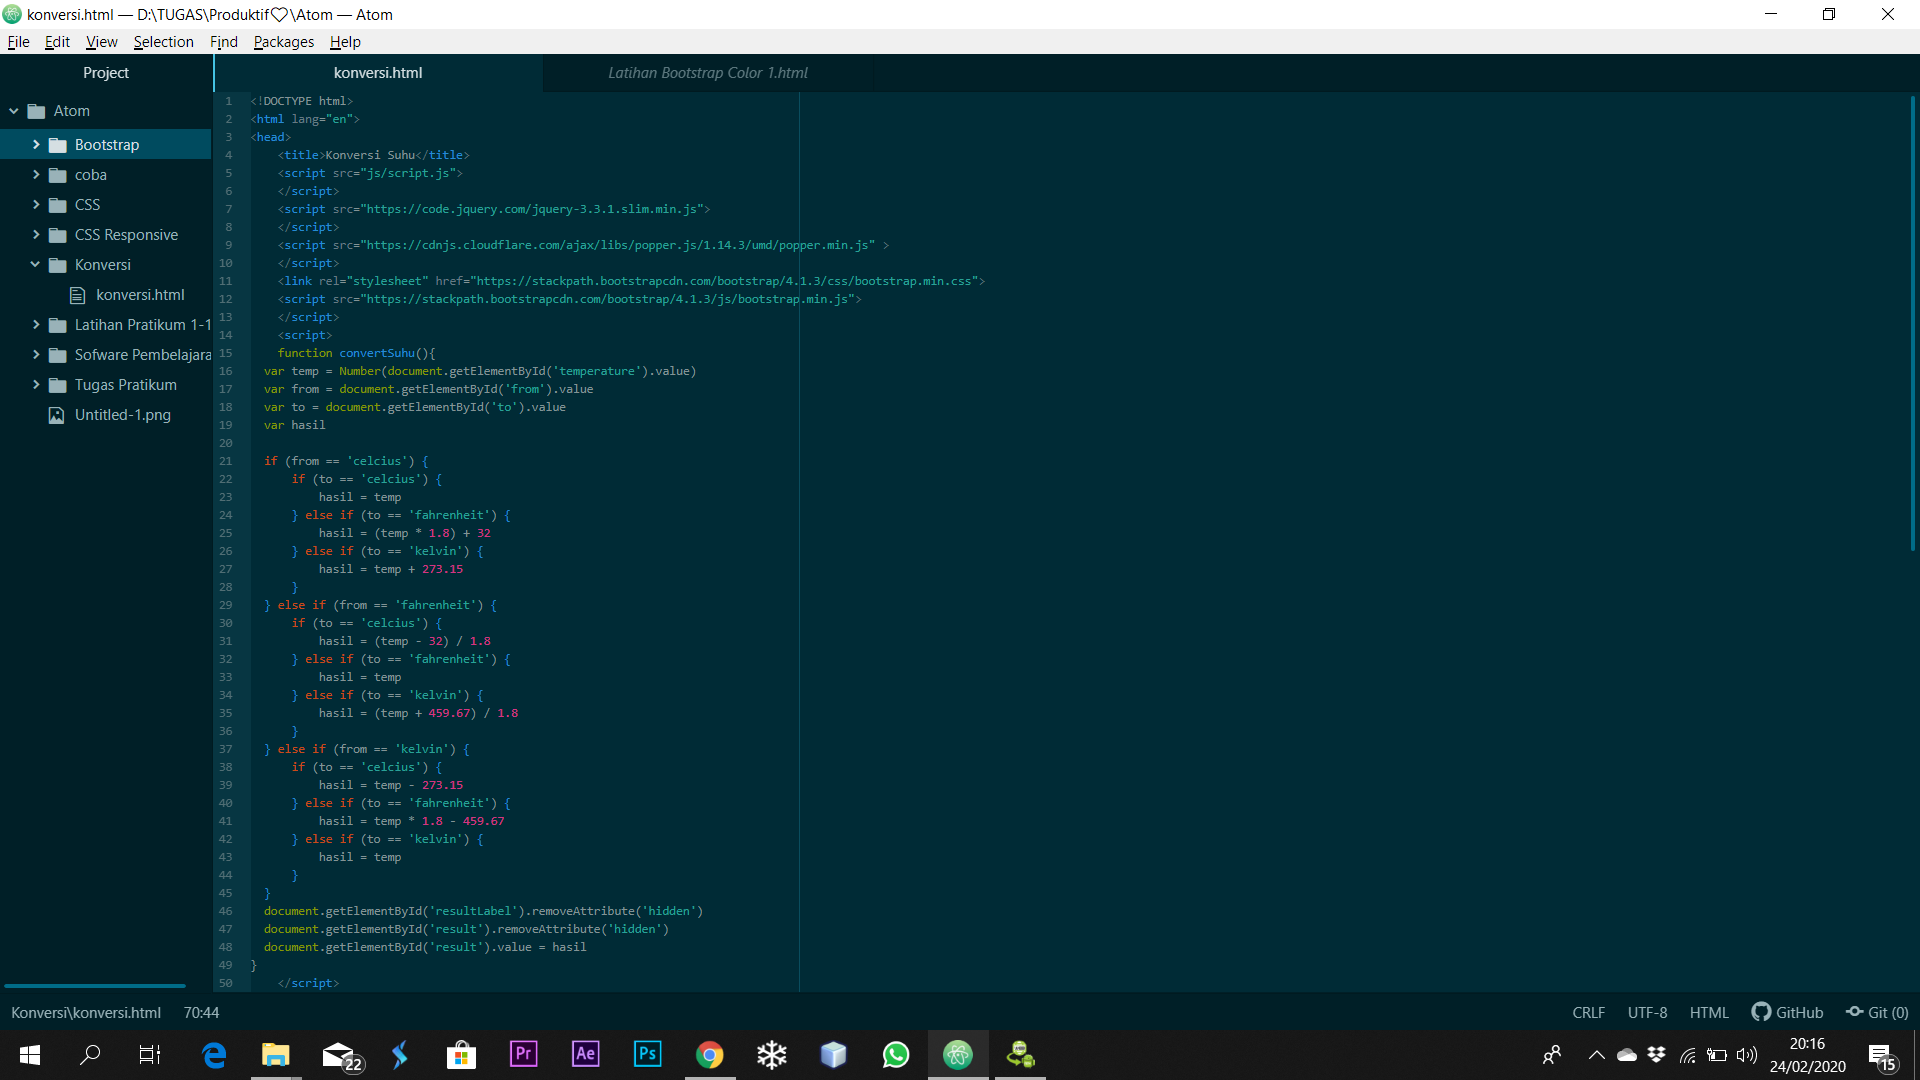 konversi.html — D:\TUGAS\Produktif♡\Atom — Atom
File Edit View Selection Find Packages Help
Project
konversi.html
Latihan Bootstrap Color 1.html
Atom
Bootstrap
coba
CSS
CSS Responsive
Konversi
konversi.html
Latihan Pratikum 1-1
Sofware Pembelajara
Tugas Pratikum
Untitled-1.png
1 <!DOCTYPE html>
2 <html lang="en">
3 <head>
4     <title>Konversi Suhu</title>
5     <script src="js/script.js">
6     </script>
7     <script src="https://code.jquery.com/jquery-3.3.1.slim.min.js">
8     </script>
9     <script src="https://cdnjs.cloudflare.com/ajax/libs/popper.js/1.14.3/umd/popper.min.js" >
10     </script>
11     <link rel="stylesheet" href="https://stackpath.bootstrapcdn.com/bootstrap/4.1.3/css/bootstrap.min.css">
12     <script src="https://stackpath.bootstrapcdn.com/bootstrap/4.1.3/js/bootstrap.min.js">
13     </script>
14     <script>
15     function convertSuhu(){
16   var temp = Number(document.getElementById('temperature').value)
17   var from = document.getElementById('from').value
18   var to = document.getElementById('to').value
19   var hasil
20
21   if (from == 'celcius') {
22       if (to == 'celcius') {
23           hasil = temp
24       } else if (to == 'fahrenheit') {
25           hasil = (temp * 1.8) + 32
26       } else if (to == 'kelvin') {
27           hasil = temp + 273.15
28       }
29   } else if (from == 'fahrenheit') {
30       if (to == 'celcius') {
31           hasil = (temp - 32) / 1.8
32       } else if (to == 'fahrenheit') {
33           hasil = temp
34       } else if (to == 'kelvin') {
35           hasil = (temp + 459.67) / 1.8
36       }
37   } else if (from == 'kelvin') {
38       if (to == 'celcius') {
39           hasil = temp - 273.15
40       } else if (to == 'fahrenheit') {
41           hasil = temp * 1.8 - 459.67
42       } else if (to == 'kelvin') {
43           hasil = temp
44       }
45   }
46   document.getElementById('resultLabel').removeAttribute('hidden')
47   document.getElementById('result').removeAttribute('hidden')
48   document.getElementById('result').value = hasil
49 }
50     </script>
Konversi\konversi.html 70:44
CRLF UTF-8 HTML GitHub Git (0)
22
Pr
Ae
Ps
20:16
24/02/2020
15